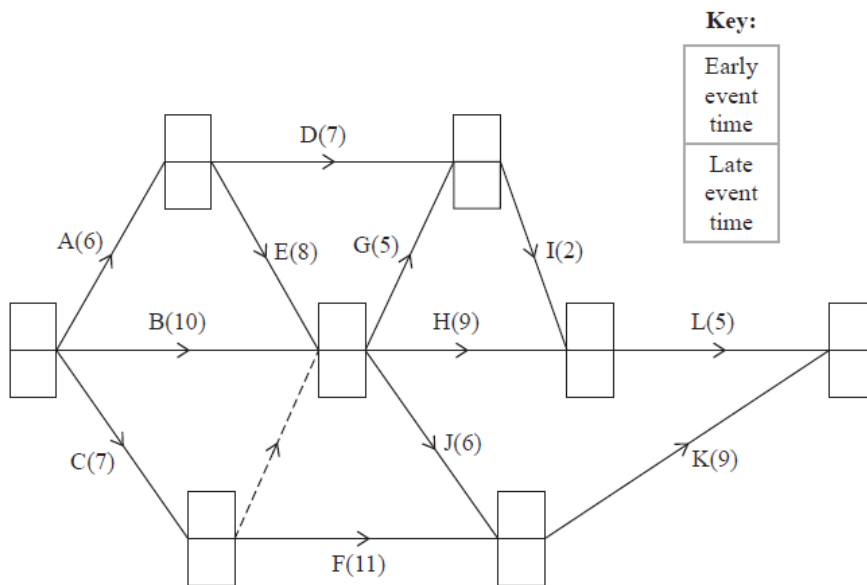 Key:
Early
event
time
Late
event
time
D(7)
A(6)
E(8)
G(5)
I(2)
B(10)
H(9)
L(5)
C(7)
J(6)
K(9)
F(11)